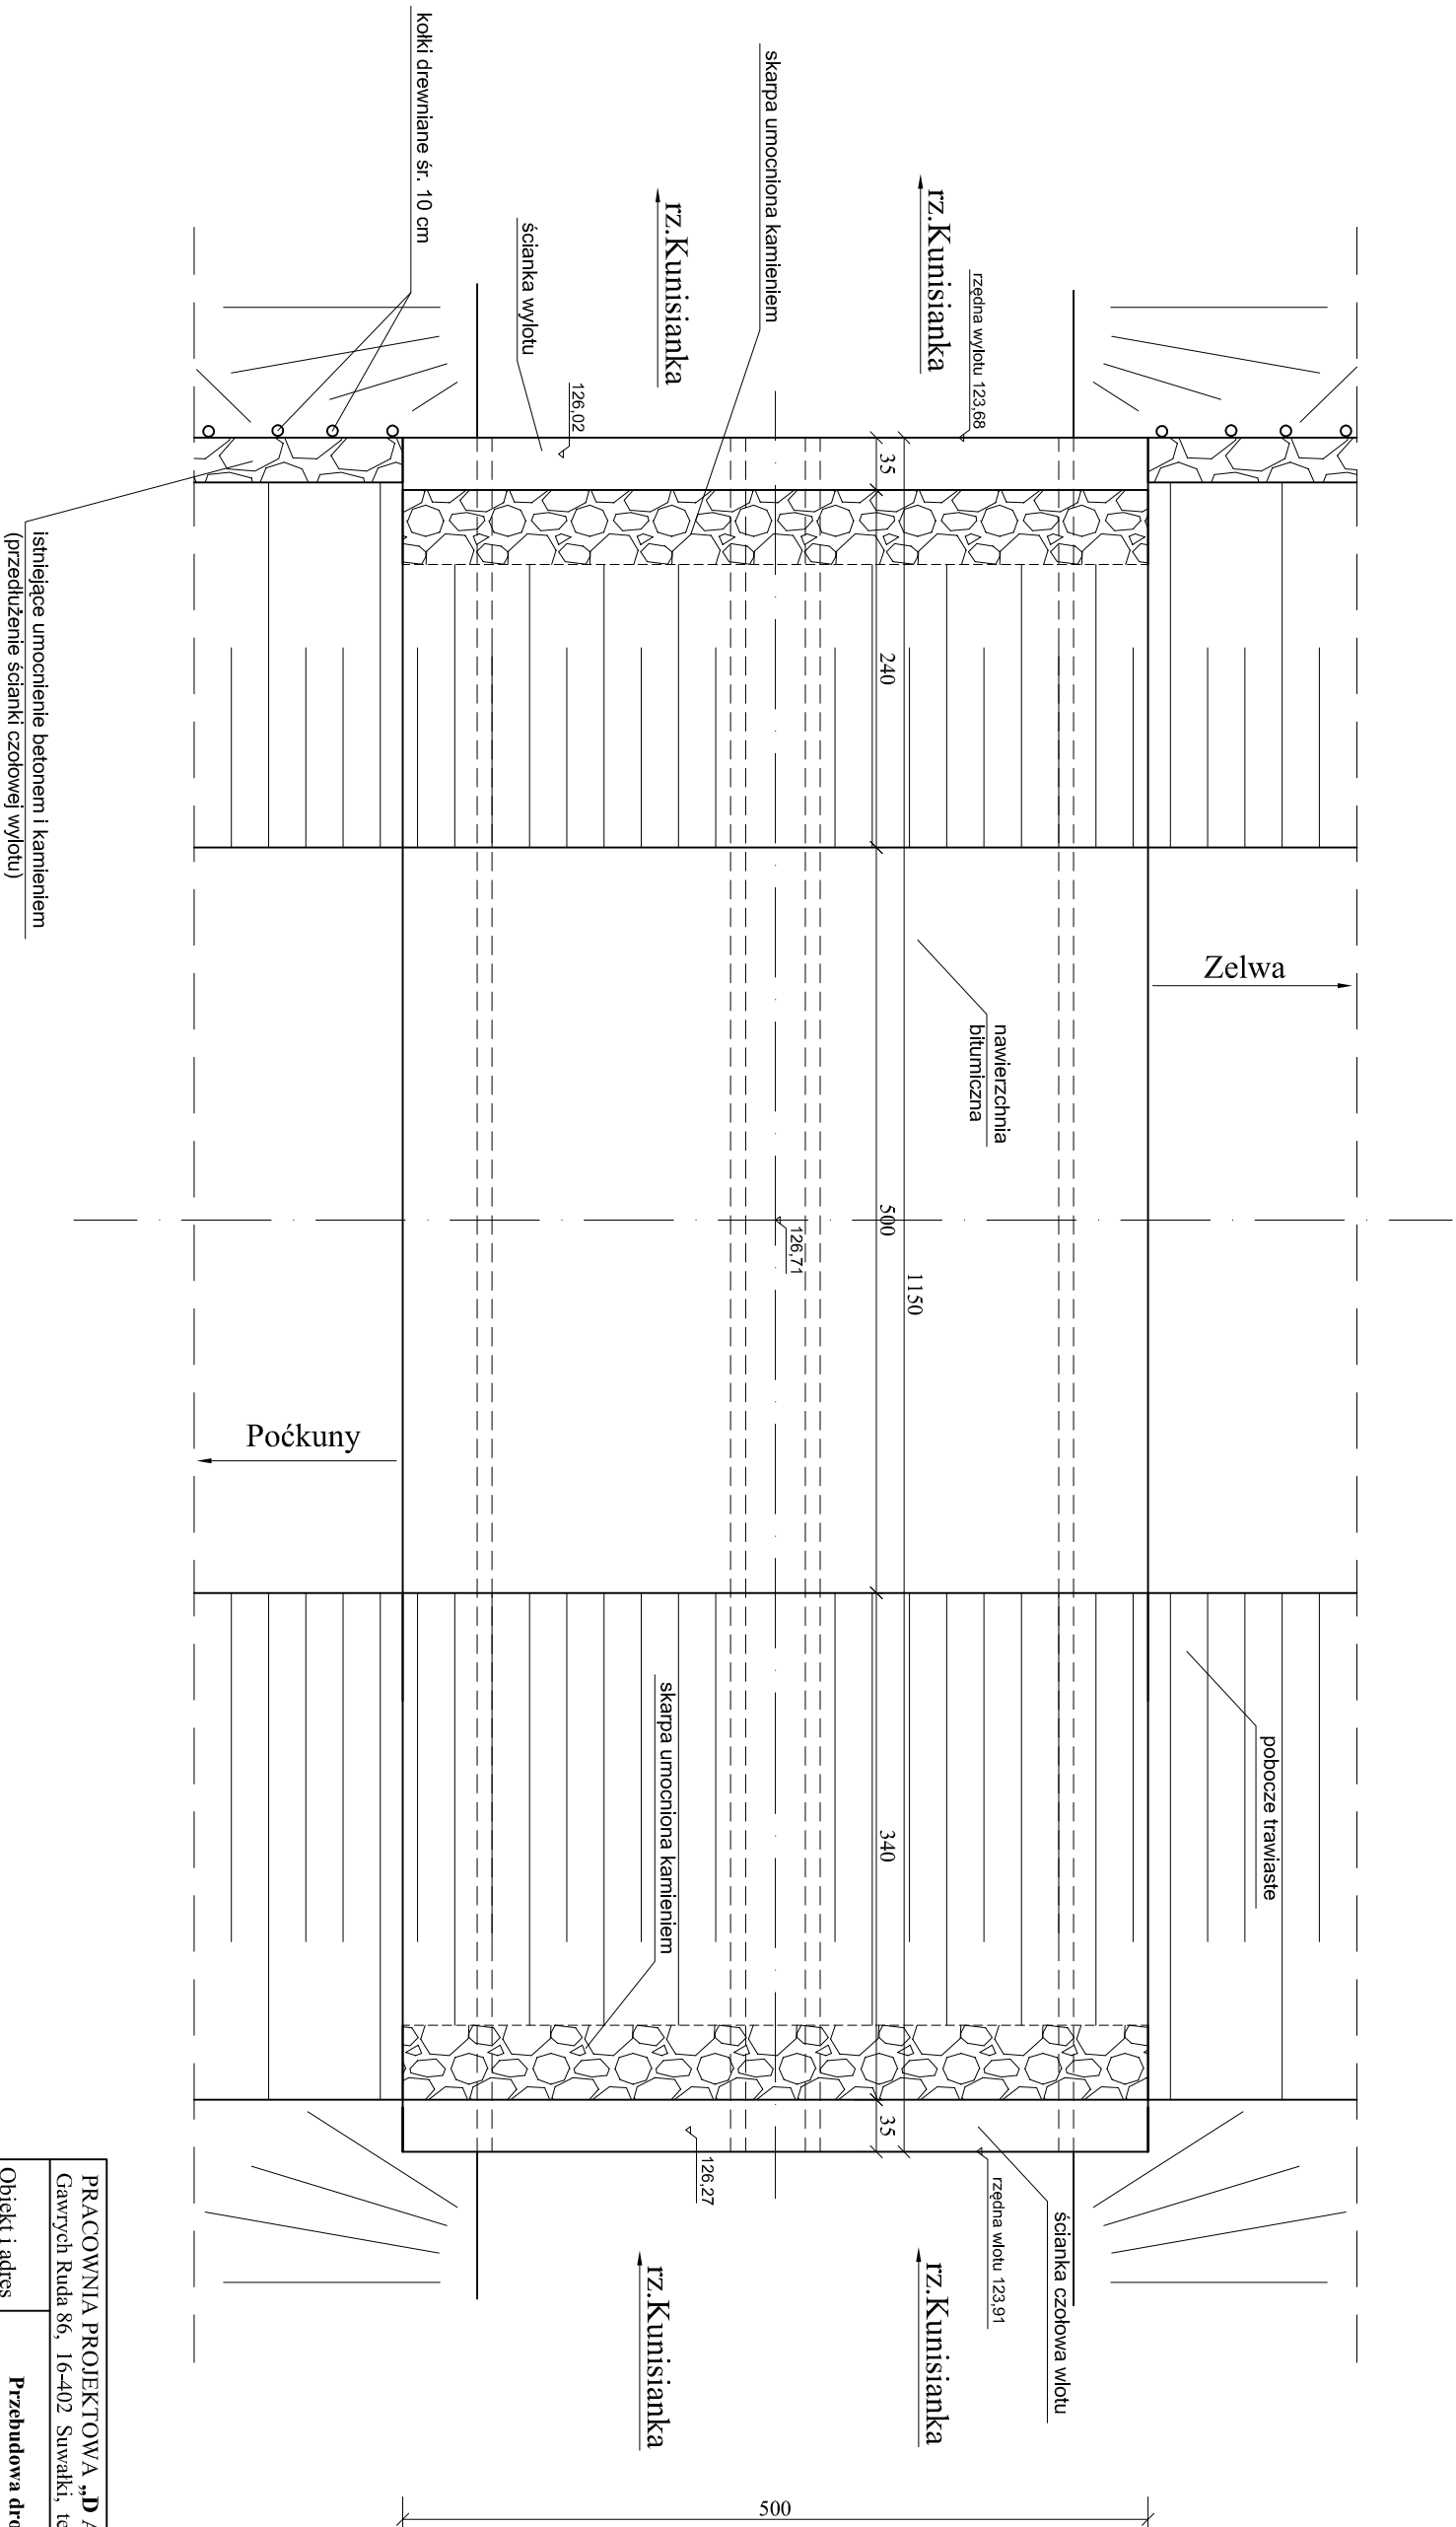 kołki drewniane śr. 10 cm
skarpa umocniona kamieniem
rz.Kunisianka
rz.Kunisianka
ścianka wylotu
rzędna wylotu 123,68
126,02
35
istniejące umocnienie betonem i kamieniem
(przedłużenie ścianki czołowej wylotu)
240
Zelwa
nawierzchnia
bitumiczna
500
126,71
1150
Poćkuny
pobocze trawiaste
skarpa umocniona kamieniem
340
35
126,27
rzędna wlotu 123,91
ścianka czołowa wlotu
rz.Kunisianka
rz.Kunisianka
500
PRACOWNIA PROJEKTOWA „D
Gawrych Ruda 86, 16-402 Suwałki, te
Obiekt i adres
Przebudowa dro